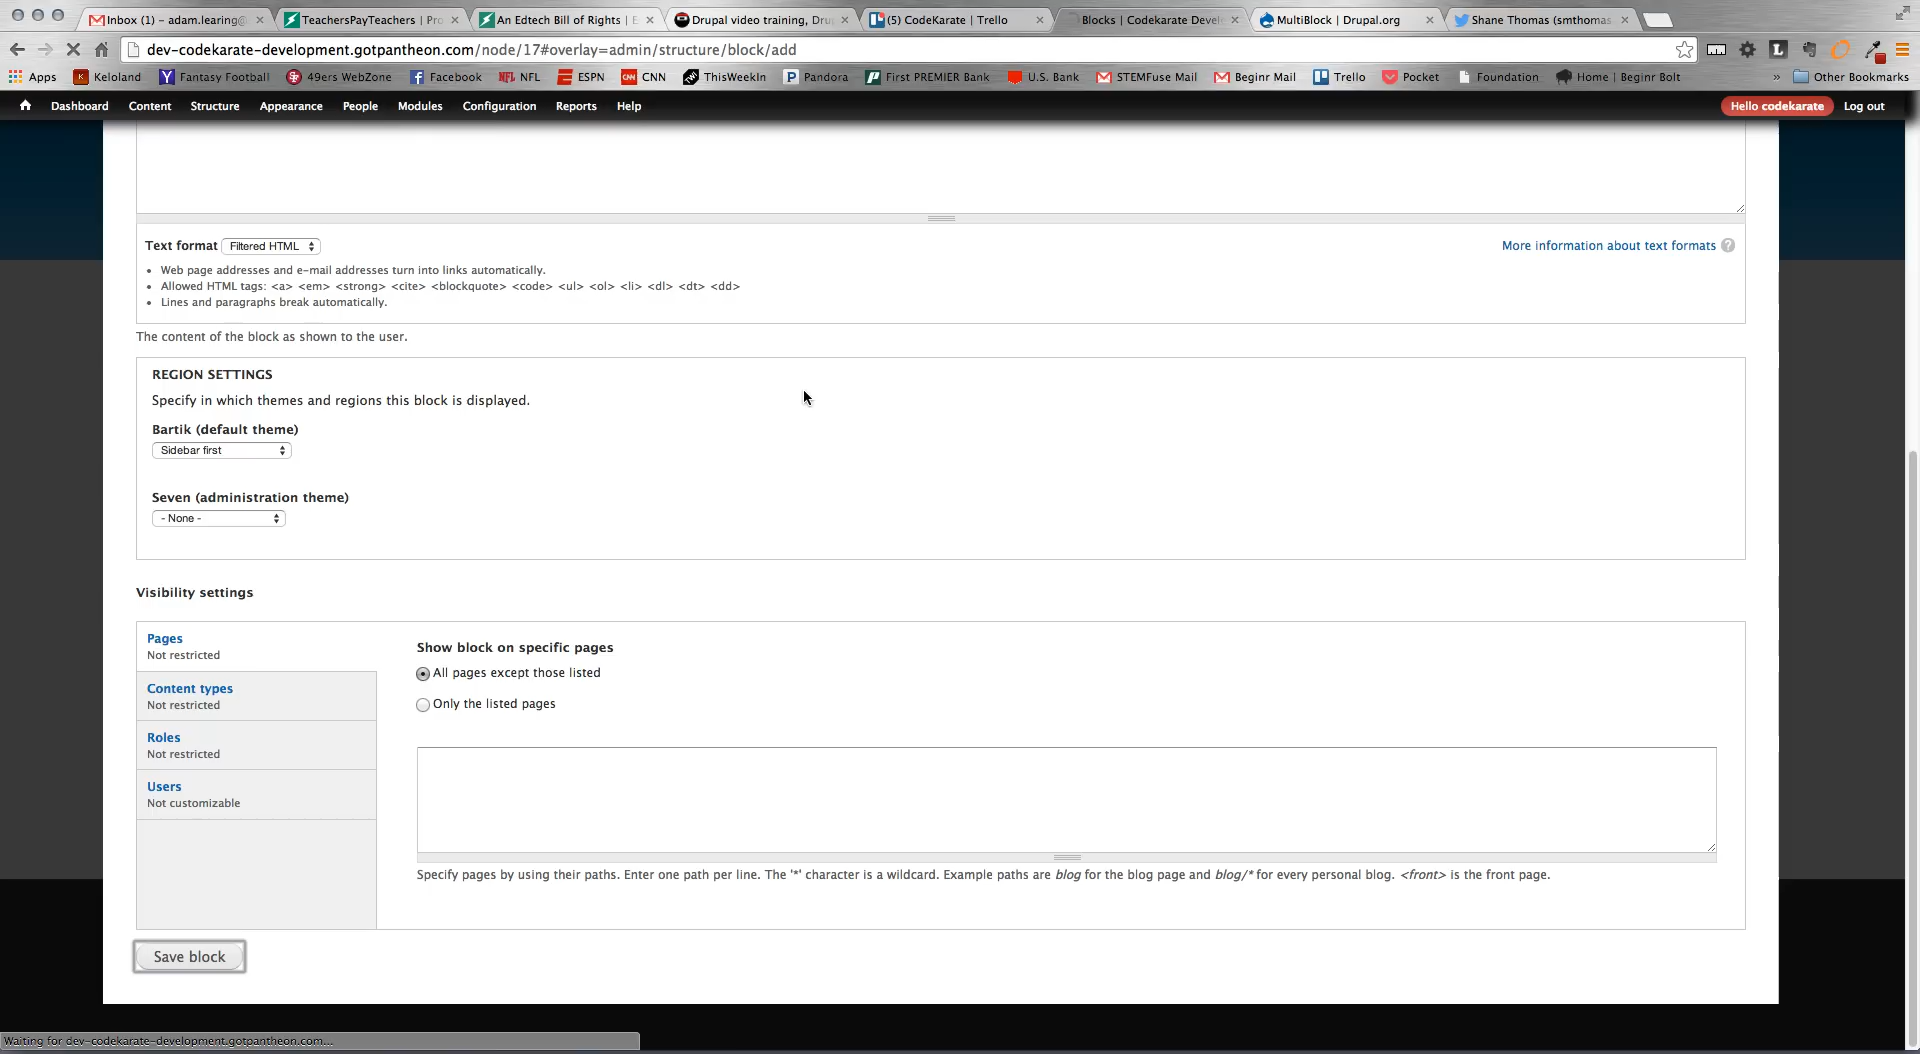 Inbox (1) – adam.learing@
TeachersPayTeachers | Pro
An Edtech Bill of Rights | E
Drupal video training, Dru
(5) CodeKarate | Trello
Blocks | Codekarate Devel
MultiBlock | Drupal.org
Shane Thomas (smthomas
dev-codekarate-development.gotpantheon.com/node/17#overlay=admin/structure/block/add
Apps
Keloland
Fantasy Football
49ers WebZone
Facebook
NFL
ESPN
CNN
ThisWeekIn
Pandora
First PREMIER Bank
U.S. Bank
STEMFuse Mail
Beginr Mail
Trello
Pocket
Foundation
Home | Beginr Bolt
»
Other Bookmarks
Dashboard
Content
Structure
Appearance
People
Modules
Configuration
Reports
Help
Hello codekarate
Log out
Text format
Filtered HTML
More information about text formats ?
• Web page addresses and e-mail addresses turn into links automatically.
• Allowed HTML tags: <a> <em> <strong> <cite> <blockquote> <code> <ul> <ol> <li> <dl> <dt> <dd>
• Lines and paragraphs break automatically.
The content of the block as shown to the user.
REGION SETTINGS
Specify in which themes and regions this block is displayed.
Bartik (default theme)
Sidebar first
Seven (administration theme)
- None -
Visibility settings
Pages
Not restricted
Content types
Not restricted
Roles
Not restricted
Users
Not customizable
Show block on specific pages
All pages except those listed
Only the listed pages
Specify pages by using their paths. Enter one path per line. The '*' character is a wildcard. Example paths are blog for the blog page and blog/* for every personal blog. <front> is the front page.
Save block
Waiting for dev-codekarate-development.gotpantheon.com...